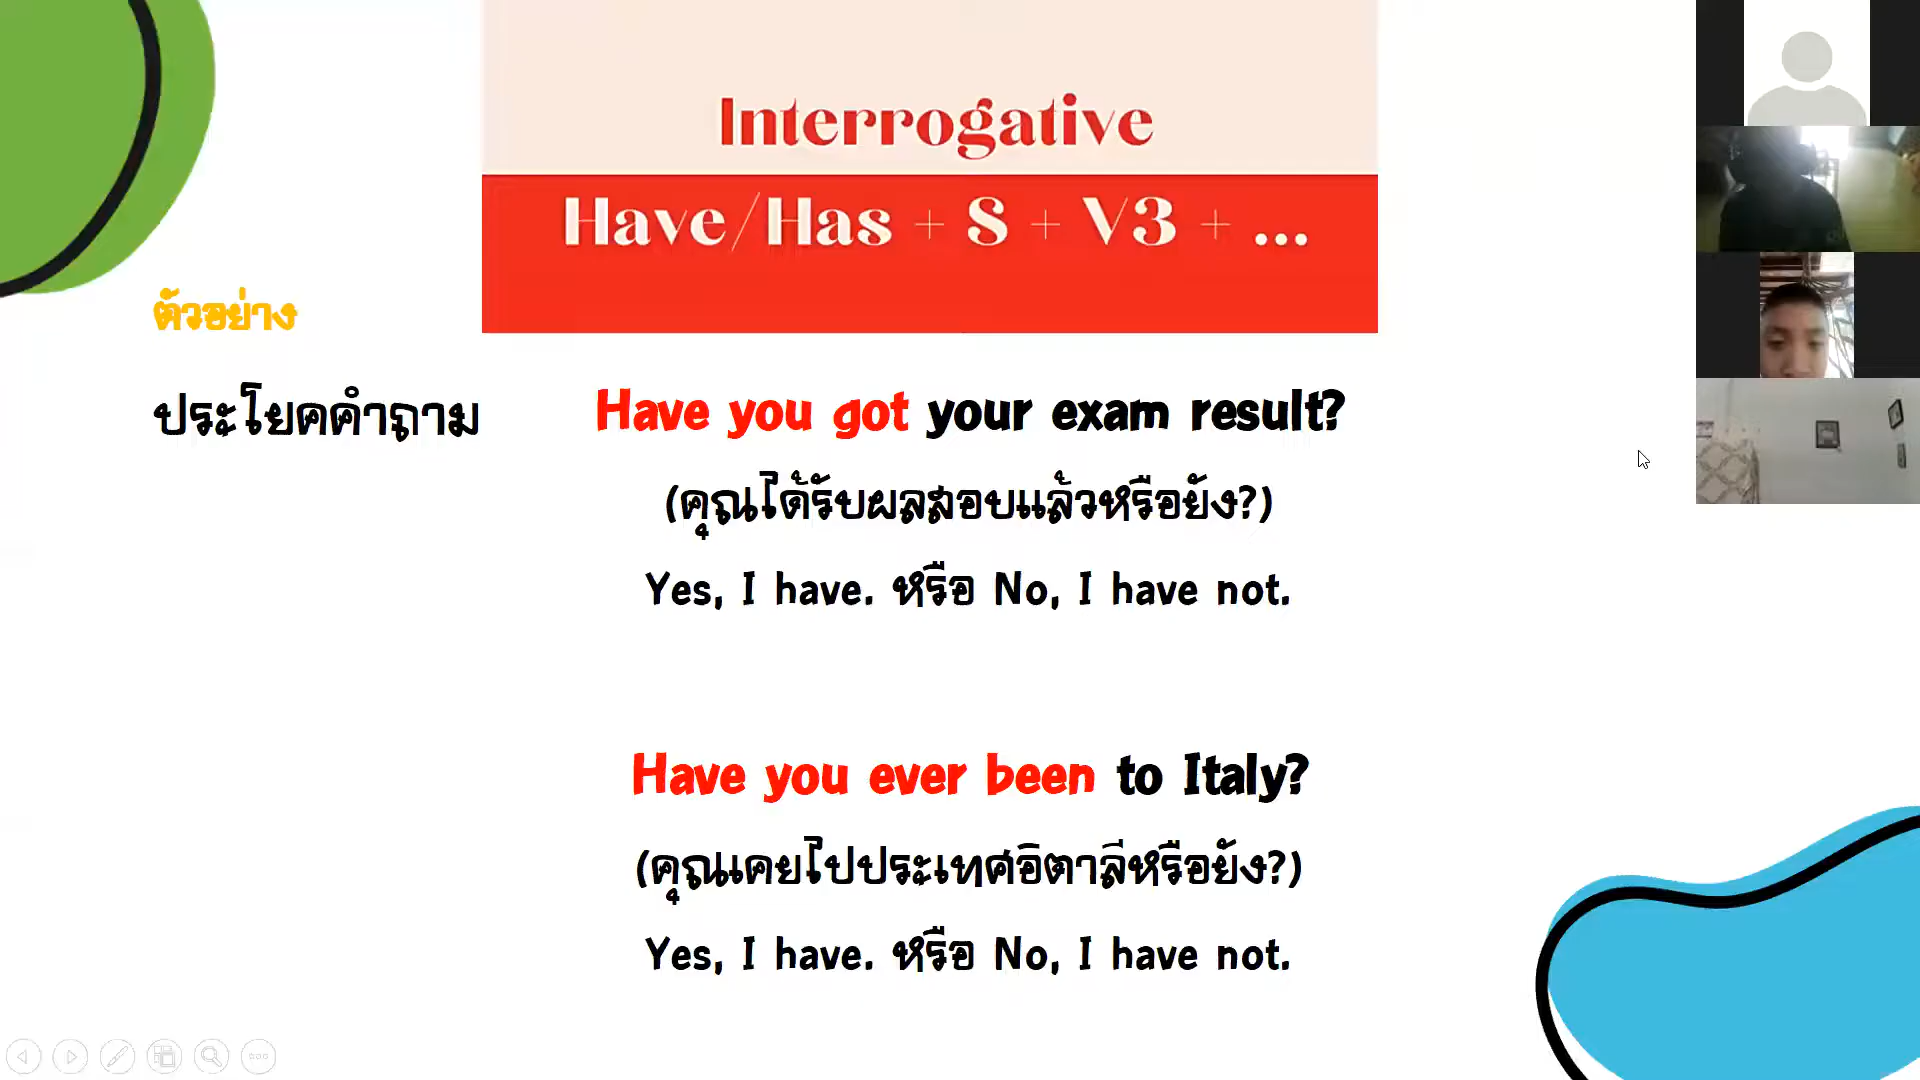 Interrogative
Have/Has + S + V3 + ...
ตัวอย่าง
ประโยคคำถาม
Have you got your exam result?
(คุณได้รับผลสอบแล้วหรือยัง?)
Yes, I have. หรือ No, I have not.
Have you ever been to Italy?
(คุณเคยไปประเทศอิตาลีหรือยัง?)
Yes, I have. หรือ No, I have not.